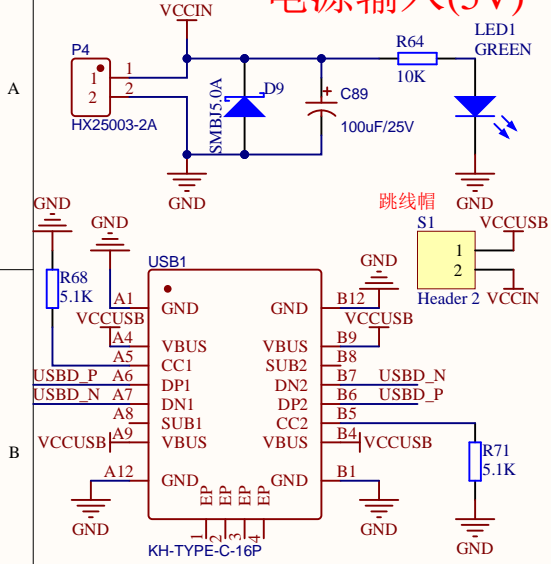 电源输入(5V)
VCCIN
P4
1 1
2 2
HX25003-2A
SMBJ5.0A
D9
+
C89
100uF/25V
R64
10K
LED1
GREEN
A
GND
GND
GND
GND
跳线帽
S1
VCCUSB
1
2
Header 2
VCCIN
R68
5.1K
USB1
GND
A1
GND
GND
B12
VCCUSB
VCCUSB
A4
VBUS
VBUS
B9
A5
CC1
SUB2
B8
USBD_P
A6
DP1
DN2
B7
USBD_N
USBD_N
A7
DN1
DP2
B6
USBD_P
A8
SUB1
CC2
B5
VCCUSB
A9
VBUS
VBUS
B4
VCCUSB
B
R71
5.1K
A12
GND
GND
B1
EP EP EP EP
1 2 3 4
GND
GND
GND
KH-TYPE-C-16P